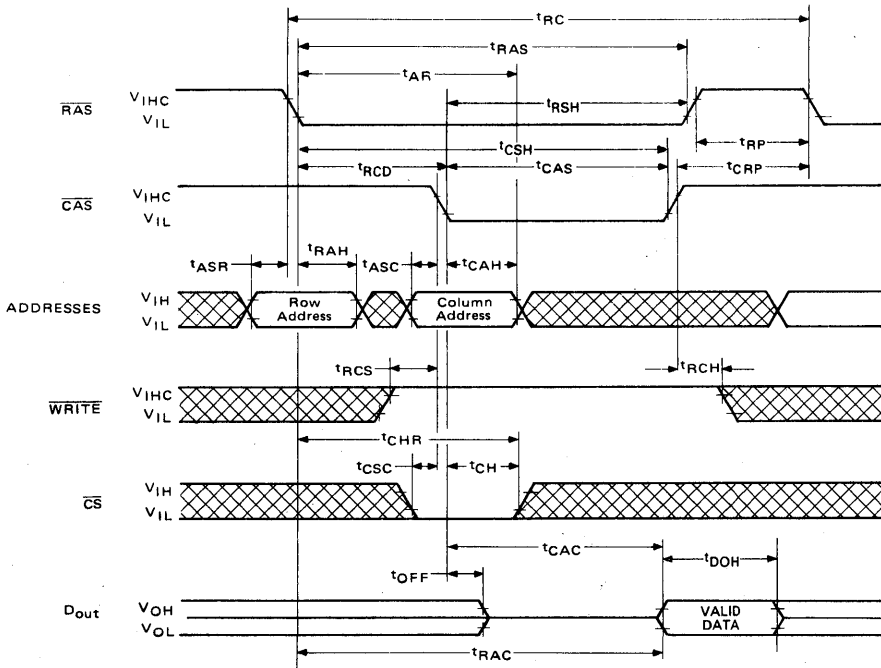 tRC
tRAS
tAR
RAS
VIHC
VIL
tRSH
tRP
tCSH
tRCD
tCAS
tCRP
CAS
VIHC
VIL
tASR
tRAH
tASC
tCAH
ADDRESSES
VIH
VIL
Row
Address
Column
Address
tRCS
tRCH
WRITE
VIHC
VIL
tCHR
tCSC
tCH
CS
VIH
VIL
tCAC
tDOH
tOFF
Dout
VOH
VOL
VALID
DATA
tRAC